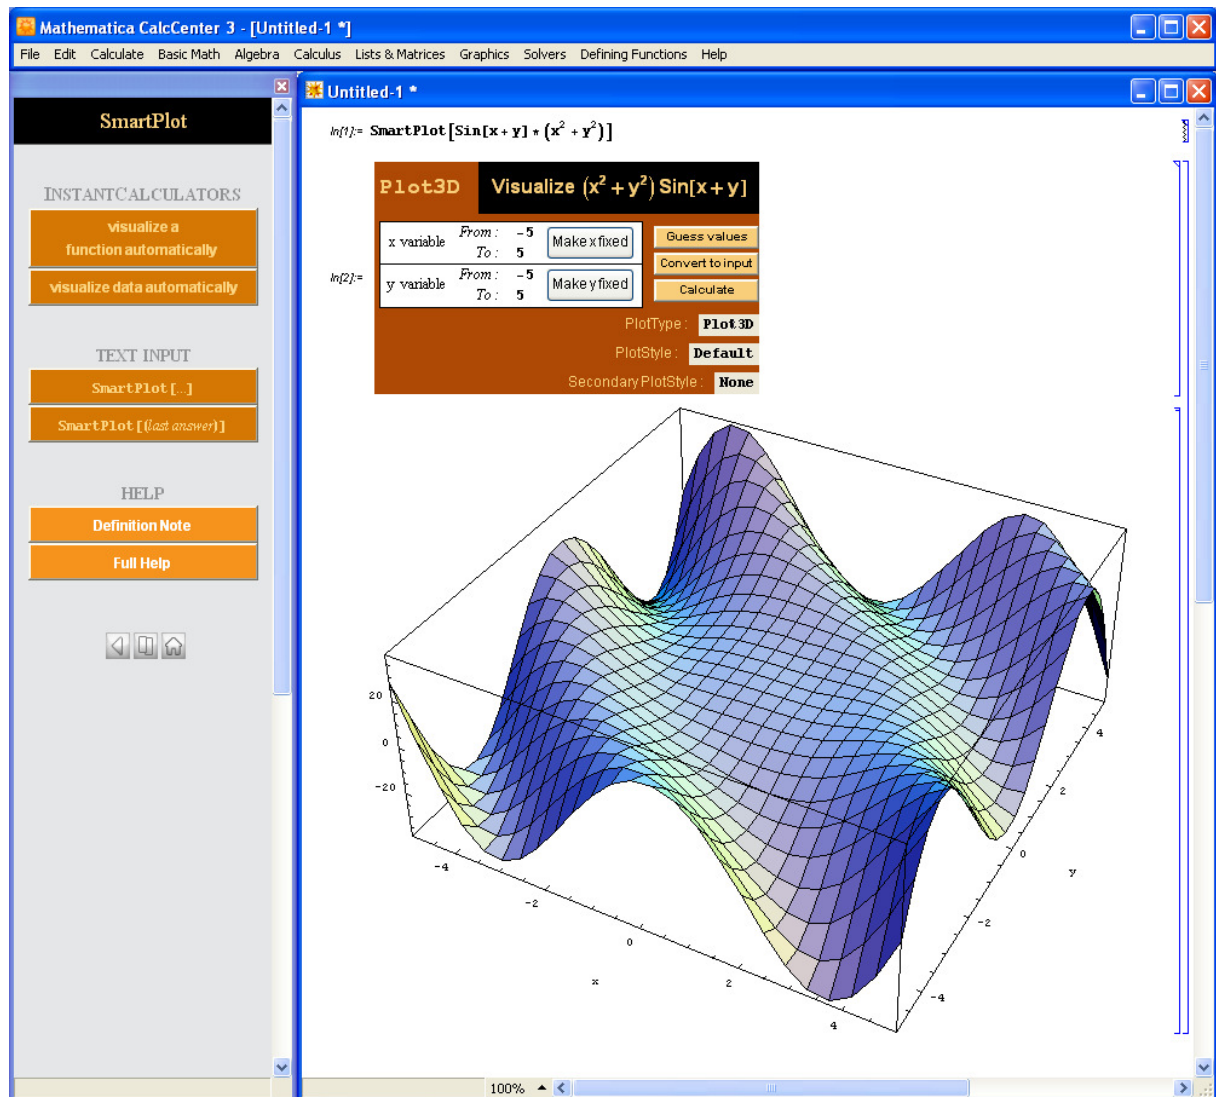 Mathematica CalcCenter 3 - [Untitled-1 *]
File Edit Calculate Basic Math Algebra Calculus Lists & Matrices Graphics Solvers Defining Functions Help
SmartPlot
INSTANTCALCULATORS
visualize a
function automatically
visualize data automatically
TEXT INPUT
SmartPlot[...]
SmartPlot[(last answer)]
HELP
Definition Note
Full Help
Untitled-1 *
In[1]:= SmartPlot[Sin[x + y] * (x² + y²)]
Plot3D Visualize (x² + y²) Sin[x + y]
In[2]:=
x variable From: -5 To: 5 Make x fixed
y variable From: -5 To: 5 Make y fixed
Guess values
Convert to input
Calculate
PlotType: Plot3D
PlotStyle: Default
SecondaryPlotStyle: None
20
0
-20
-4
-2
0
2
4
x
-4
-2
0
2
4
y
100%